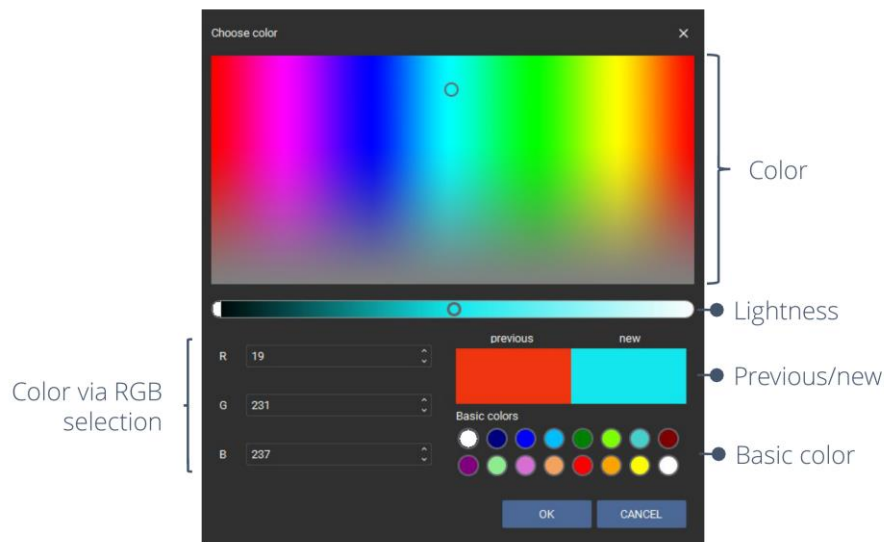 Choose color
Color
Lightness
Color via RGB
selection
R 19
G 231
B 237
previous new
Previous/new
Basic colors
Basic color
OK CANCEL